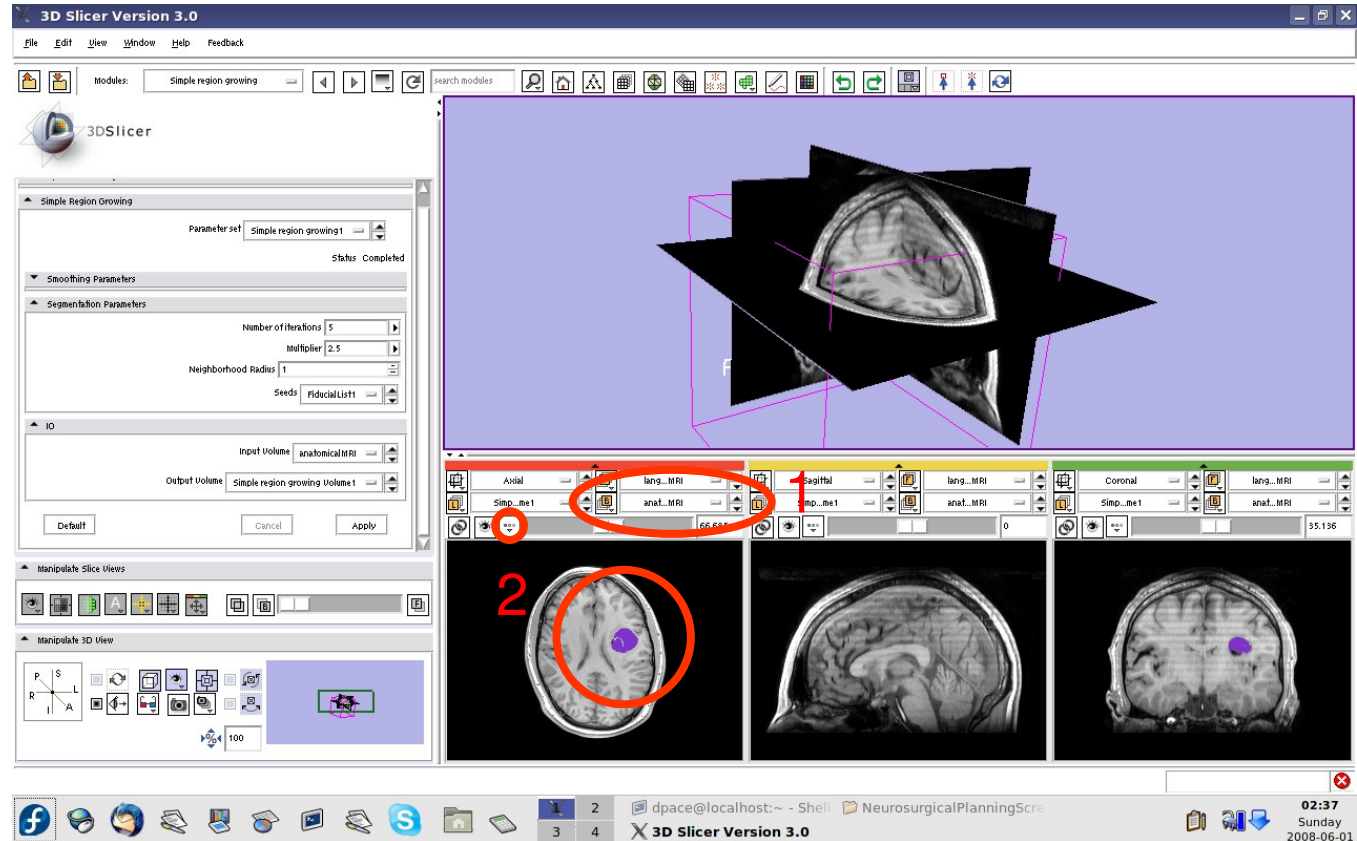 3D Slicer Version 3.0
File Edit View Window Help Feedback
Modules: Simple region growing search modules
3DSlicer
Simple Region Growing
Parameter set Simple region growing1
Status Completed
Smoothing Parameters
Segmentation Parameters
Number of iterations 5
Multiplier 2.5
Neighborhood Radius 1
Seeds FiducialList1
IO
Input Volume anatomicalMRI
Output Volume Simple region growing Volume1
Default Cancel Apply
Manipulate Slice Views
Manipulate 3D View
P S
R L
I A
100
1
2
Axial lang...MRI
Simp...me1 anat...MRI
Sagittal lang...MRI
anat...MRI
0
Coronal lang...MRI
Simp...me1 anat...MRI
35.136
1 2
3 4
dpace@localhost:~ - Shell NeurosurgicalPlanningScre
3D Slicer Version 3.0
02:37
Sunday
2008-06-01